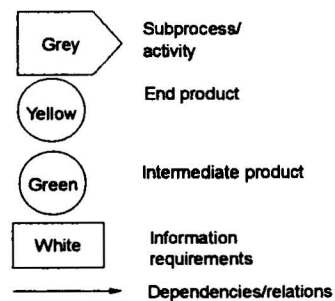 Grey
Subprocess/
activity
Yellow
End product
Green
Intermediate product
White
Information
requirements
Dependencies/relations